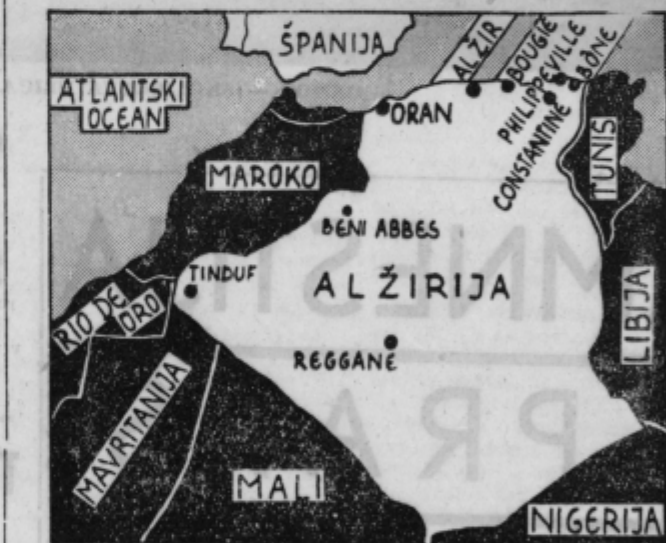 ŠPANIJA
ATLANTSKI
OCEAN
ALŽIR
BOUGIE
PHILIPPEVILLE
BÔNE
CONSTANTINE
ORAN
TUNIS
MAROKO
BENI ABBES
TINDUF
ALŽIRIJA
RIO DE
ORO
LIBIJA
REGGANE
MAVRITANIJA
MALI
NIGERIJA